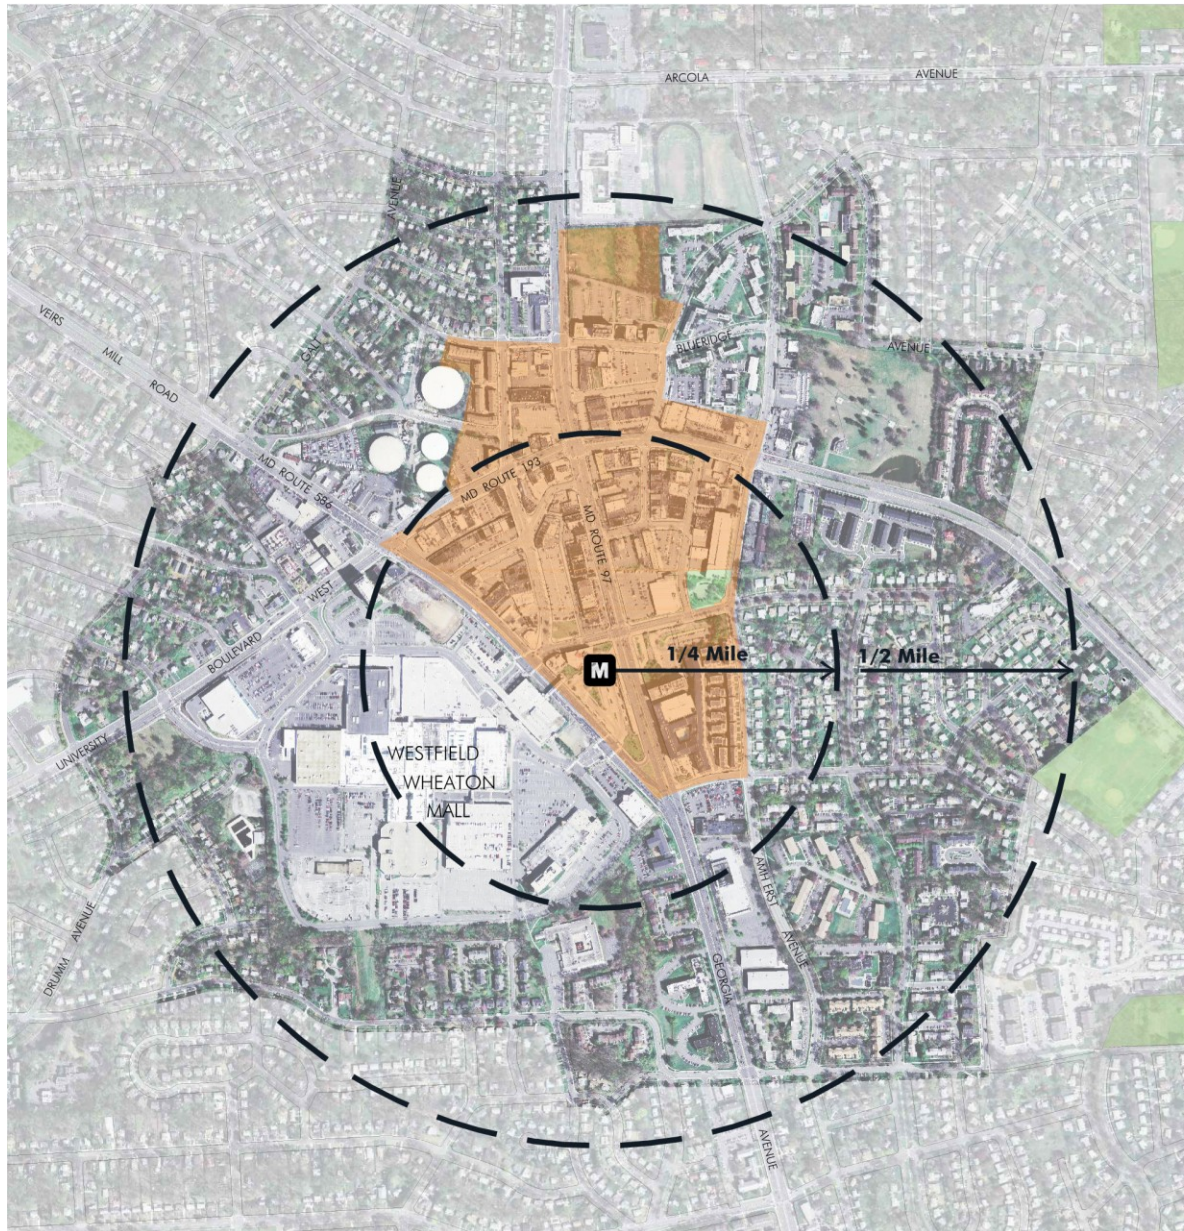 ARCOLA AVENUE
AVENUE
VEIRS
MILL
ROAD
GALT
BLUERIDGE
AVENUE
MD ROUTE 586
MD ROUTE 193
MD ROUTE 97
WEST
BOULEVARD
UNIVERSITY
M
1/4 Mile
1/2 Mile
WESTFIELD
WHEATON
MALL
DRUMM AVENUE
AMHERST
AVENUE
GEORGIA
AVENUE